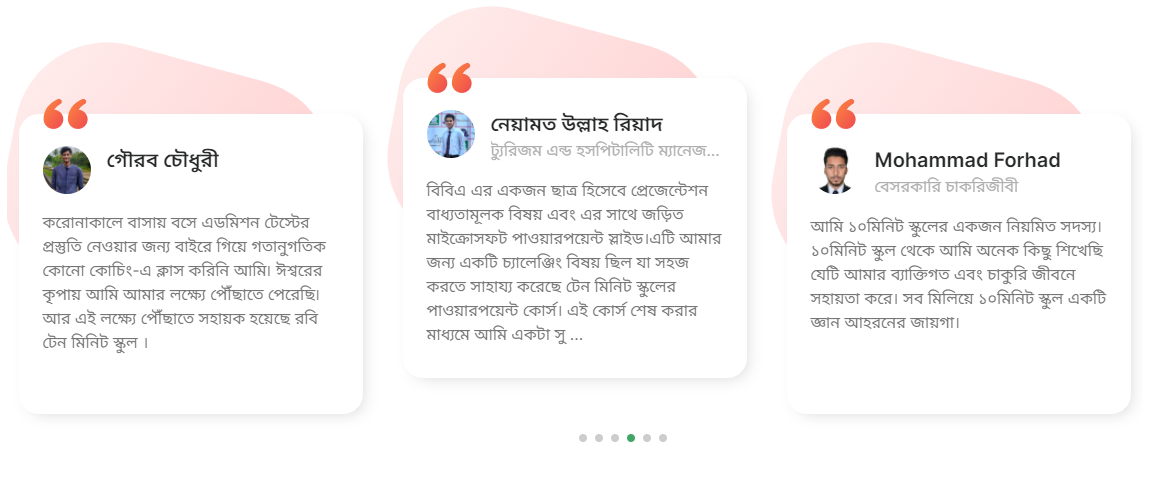 গৌরব চৌধুরী
করোনাকালে বাসায় বসে এডমিশন টেস্টের
প্রস্তুতি নেওয়ার জন্য বাইরে গিয়ে গতানুগতিক
কোনো কোচিং-এ ক্লাস করিনি আমি। ঈশ্বরের
কৃপায় আমি আমার লক্ষ্যে পৌঁছাতে পেরেছি।
আর এই লক্ষ্যে পৌঁছাতে সহায়ক হয়েছে রবি
টেন মিনিট স্কুল ।
নেয়ামত উল্লাহ রিয়াদ
ট্যুরিজম এন্ড হসপিটালিটি ম্যানেজ...
বিবিএ এর একজন ছাত্র হিসেবে প্রেজেন্টেশন
বাধ্যতামূলক বিষয় এবং এর সাথে জড়িত
মাইক্রোসফট পাওয়ারপয়েন্ট স্লাইড।এটি আমার
জন্য একটি চ্যালেঞ্জিং বিষয় ছিল যা সহজ
করতে সাহায্য করেছে টেন মিনিট স্কুলের
পাওয়ারপয়েন্ট কোর্স। এই কোর্স শেষ করার
মাধ্যমে আমি একটা সু ...
Mohammad Forhad
বেসরকারি চাকরিজীবী
আমি ১০মিনিট স্কুলের একজন নিয়মিত সদস্য।
১০মিনিট স্কুল থেকে আমি অনেক কিছু শিখেছি
যেটি আমার ব্যাক্তিগত এবং চাকুরি জীবনে
সহায়তা করে। সব মিলিয়ে ১০মিনিট স্কুল একটি
জ্ঞান আহরনের জায়গা।